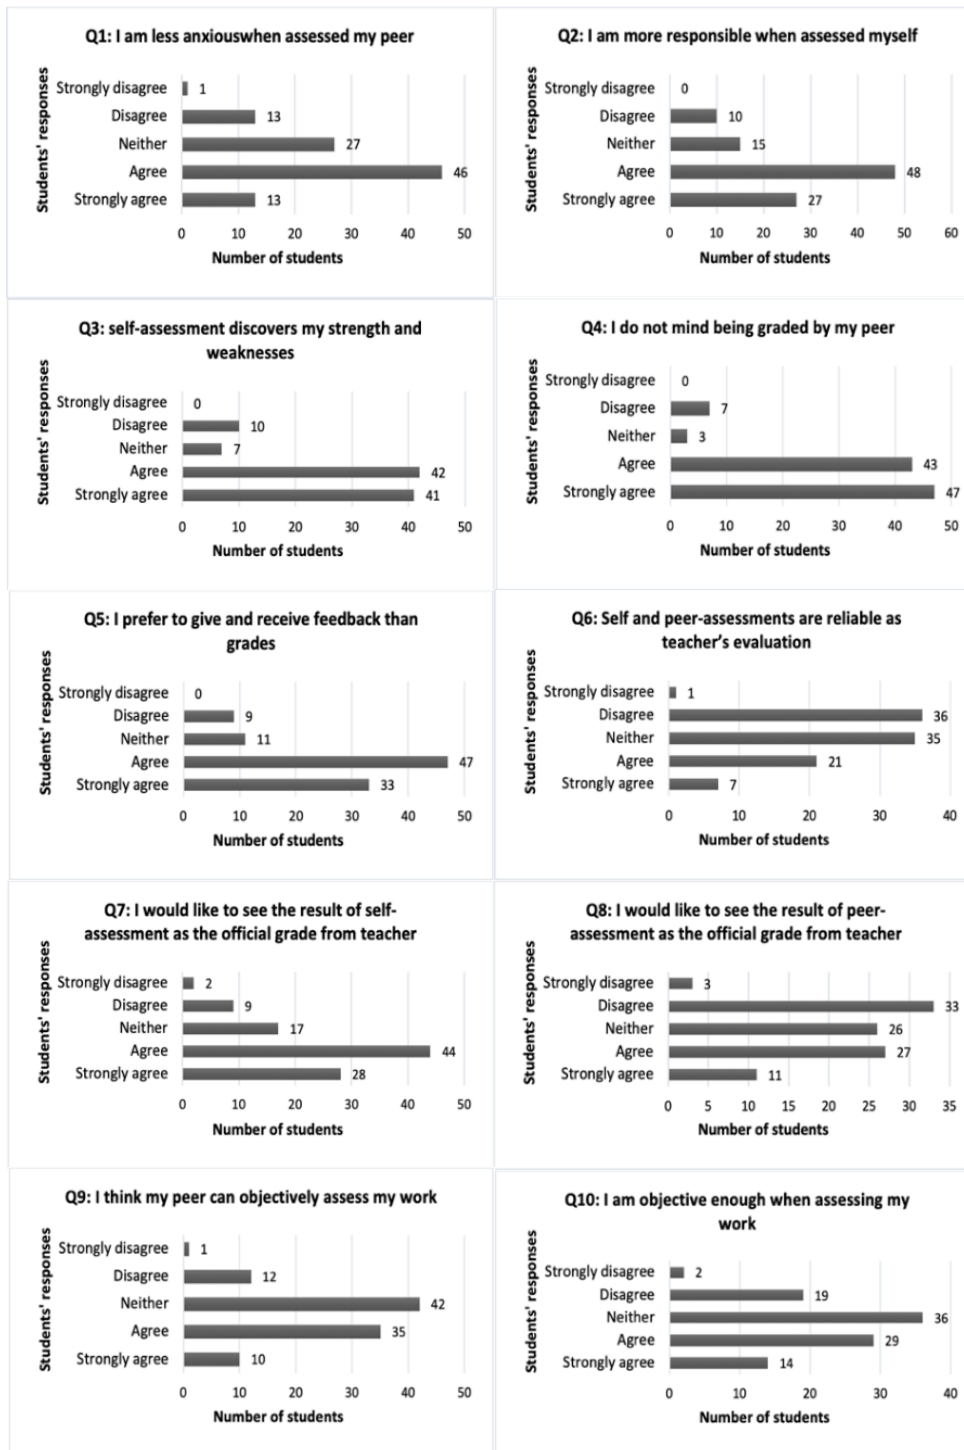 Q1: I am less anxiouswhen assessed my peer
Students' responses
Strongly disagree 1
Disagree 13
Neither 27
Agree 46
Strongly agree 13
0 10 20 30 40 50
Number of students
Q2: I am more responsible when assessed myself
Students' responses
Strongly disagree 0
Disagree 10
Neither 15
Agree 48
Strongly agree 27
0 10 20 30 40 50 60
Number of students
Q3: self-assessment discovers my strength and
weaknesses
Students' responses
Strongly disagree 0
Disagree 10
Neither 7
Agree 42
Strongly agree 41
0 10 20 30 40 50
Number of students
Q4: I do not mind being graded by my peer
Students' responses
Strongly disagree 0
Disagree 7
Neither 3
Agree 43
Strongly agree 47
0 10 20 30 40 50
Number of students
Q5: I prefer to give and receive feedback than
grades
Students' responses
Strongly disagree 0
Disagree 9
Neither 11
Agree 47
Strongly agree 33
0 10 20 30 40 50
Number of students
Q6: Self and peer-assessments are reliable as
teacher’s evaluation
Students' responses
Strongly disagree 1
Disagree 36
Neither 35
Agree 21
Strongly agree 7
0 10 20 30 40
Number of students
Q7: I would like to see the result of self-
assessment as the official grade from teacher
Students' responses
Strongly disagree 2
Disagree 9
Neither 17
Agree 44
Strongly agree 28
0 10 20 30 40 50
Number of students
Q8: I would like to see the result of peer-
assessment as the official grade from teacher
Students' responses
Strongly disagree 3
Disagree 33
Neither 26
Agree 27
Strongly agree 11
0 5 10 15 20 25 30 35
Number of students
Q9: I think my peer can objectively assess my work
Students' responses
Strongly disagree 1
Disagree 12
Neither 42
Agree 35
Strongly agree 10
0 10 20 30 40 50
Number of students
Q10: I am objective enough when assessing my
work
Students' responses
Strongly disagree 2
Disagree 19
Neither 36
Agree 29
Strongly agree 14
0 10 20 30 40
Number of students